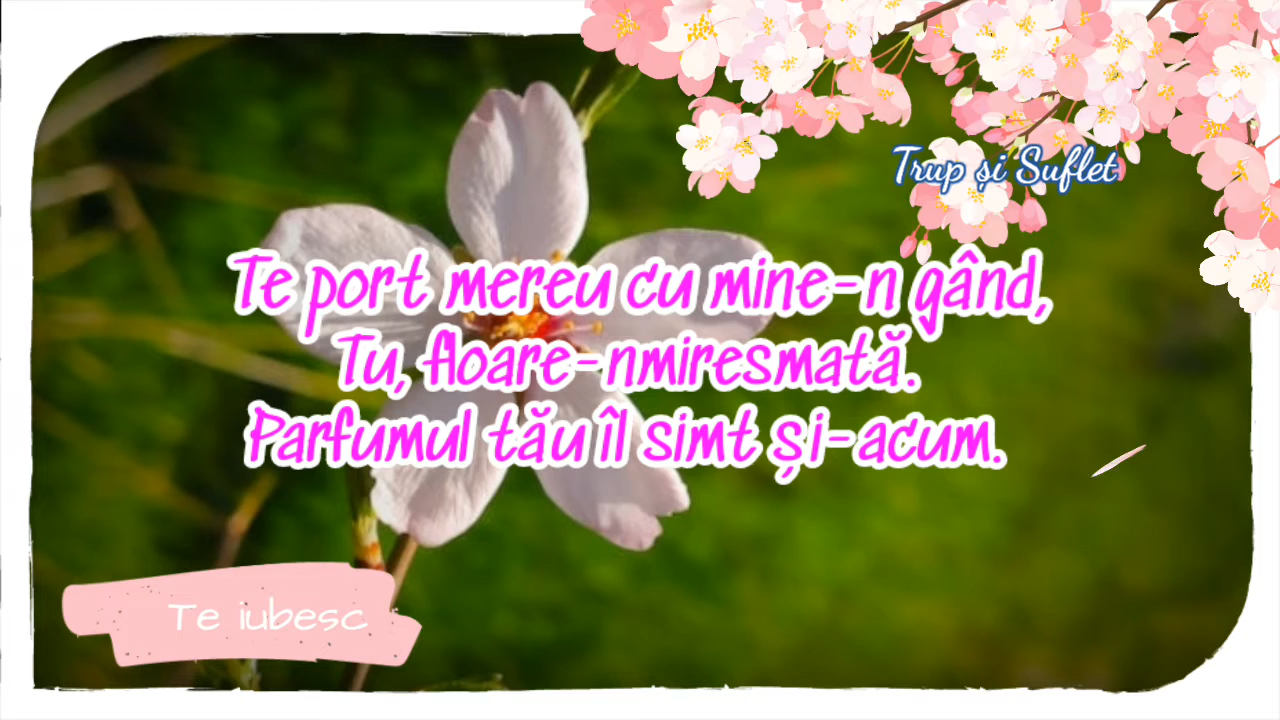 Trup și Suflet
Te port mereu cu mine-n gând,
Tu, floare-nmiresmată.
Parfumul tău îl simt și-acum.
Te iubesc